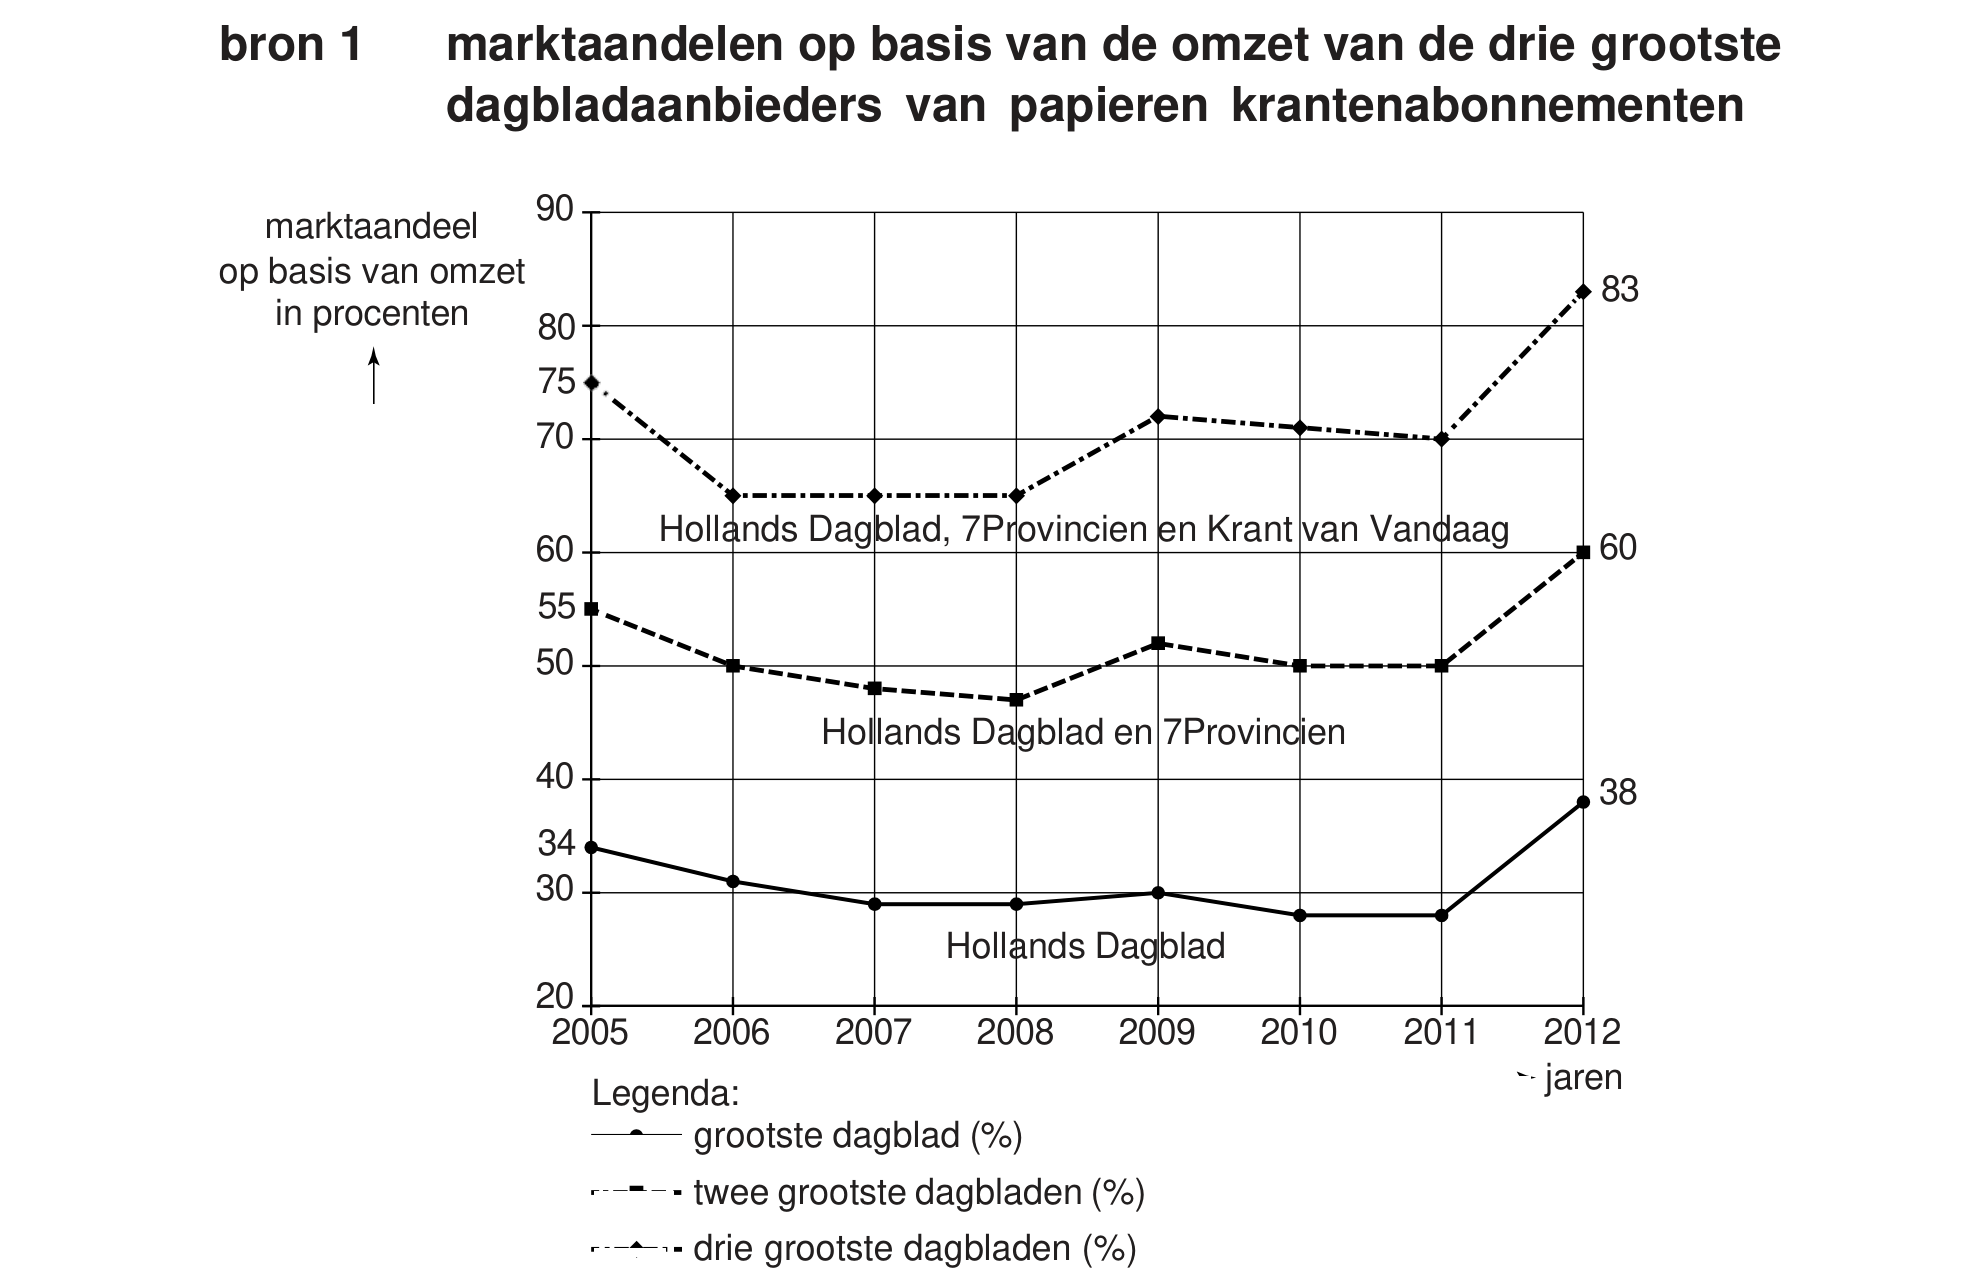 bron 1 marktaandelen op basis van de omzet van de drie grootste
dagbladaanbieders van papieren krantenabonnementen
marktaandeel
op basis van omzet
in procenten
90
80
75
70
60
55
50
40
34
30
20
83
60
38
Hollands Dagblad, 7Provincien en Krant van Vandaag
Hollands Dagblad en 7Provincien
Hollands Dagblad
2005 2006 2007 2008 2009 2010 2011 2012
jaren
Legenda:
grootste dagblad (%)
twee grootste dagbladen (%)
drie grootste dagbladen (%)